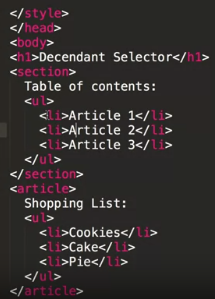 </style>
</head>
<body>
<h1>Decendant Selector</h1>
<section>
Table of contents:
<ul>
<li>Article 1</li>
<li>Article 2</li>
<li>Article 3</li>
</ul>
</section>
<article>
Shopping List:
<ul>
<li>Cookies</li>
<li>Cake</li>
<li>Pie</li>
</ul>
</article>